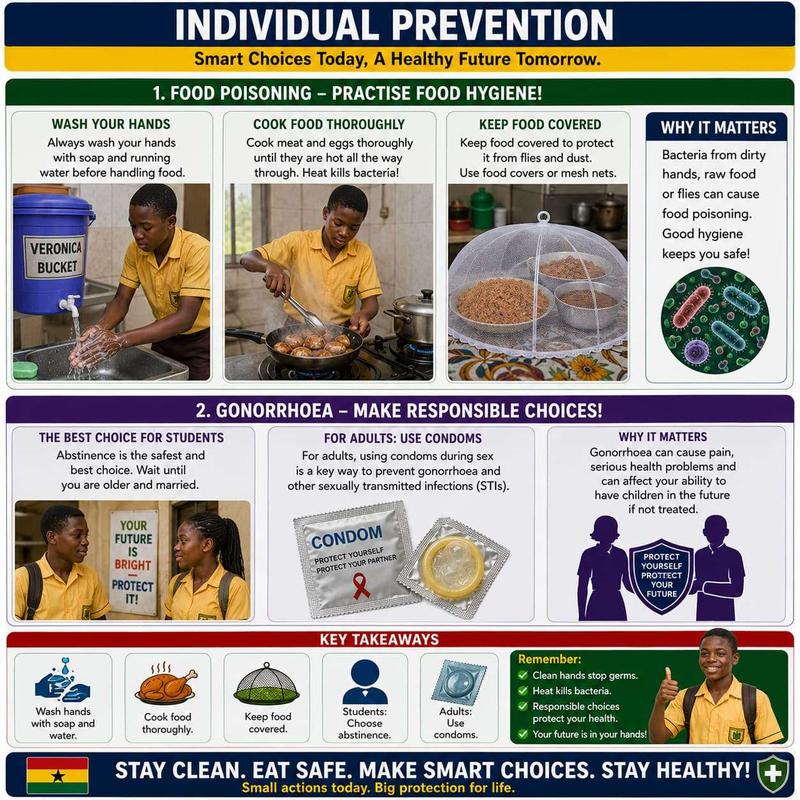 INDIVIDUAL PREVENTION
Smart Choices Today, A Healthy Future Tomorrow.
1. FOOD POISONING – PRACTISE FOOD HYGIENE!
WASH YOUR HANDS
Always wash your hands
with soap and running
water before handling food.
VERONICA
BUCKET
COOK FOOD THOROUGHLY
Cook meat and eggs thoroughly
until they are hot all the way
through. Heat kills bacteria!
KEEP FOOD COVERED
Keep food covered to protect
it from flies and dust.
Use food covers or mesh nets.
WHY IT MATTERS
Bacteria from dirty
hands, raw food
or flies can cause
food poisoning.
Good hygiene
keeps you safe!
2. GONORRHOEA – MAKE RESPONSIBLE CHOICES!
THE BEST CHOICE FOR STUDENTS
Abstinence is the safest and
best choice. Wait until
you are older and married.
YOUR
FUTURE
IS
BRIGHT
–
PROTECT
IT!
FOR ADULTS: USE CONDOMS
For adults, using condoms during sex
is a key way to prevent gonorrhoea and
other sexually transmitted infections (STIs).
CONDOM
PROTECT YOURSELF
PROTECT YOUR PARTNER
WHY IT MATTERS
Gonorrhoea can cause pain,
serious health problems and
can affect your ability to
have children in the future
if not treated.
PROTECT
YOURSELF
PROTECT YOUR
FUTURE
KEY TAKEAWAYS
Wash hands
with soap and
water.
Cook food
thoroughly.
Keep food
covered.
Students:
Choose
abstinence.
Adults:
Use
condoms.
Remember:
Clean hands stop germs.
Heat kills bacteria.
Responsible choices
protect your health.
Your future is in your hands!
STAY CLEAN. EAT SAFE. MAKE SMART CHOICES. STAY HEALTHY!
Small actions today. Big protection for life.